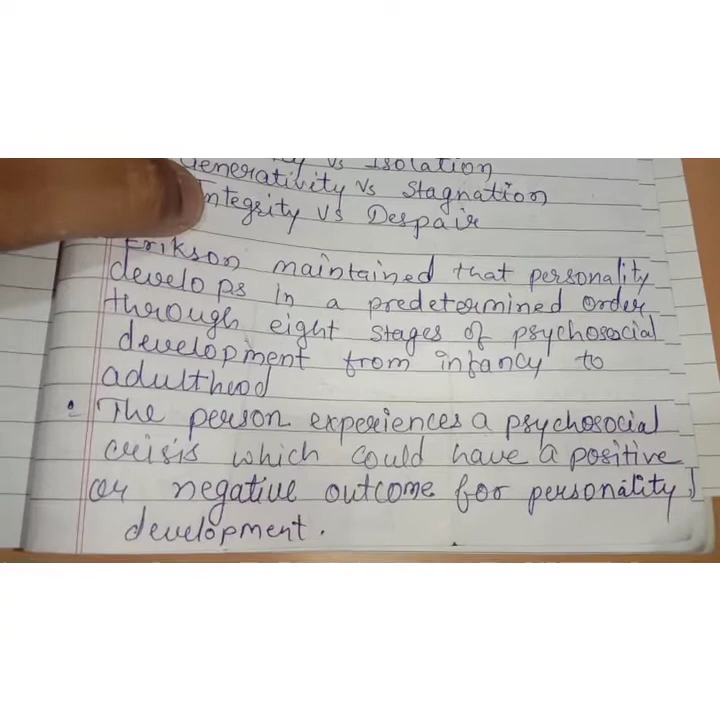 vs Isolation
Generativity vs Stagnation
Integrity vs Despair
Erikson maintained that personality
develops in a predetermined order
through eight stages of psychosocial
development from infancy to
adulthood
• The person experiences a psychosocial
crisis which could have a positive
or negative outcome for personality
development.